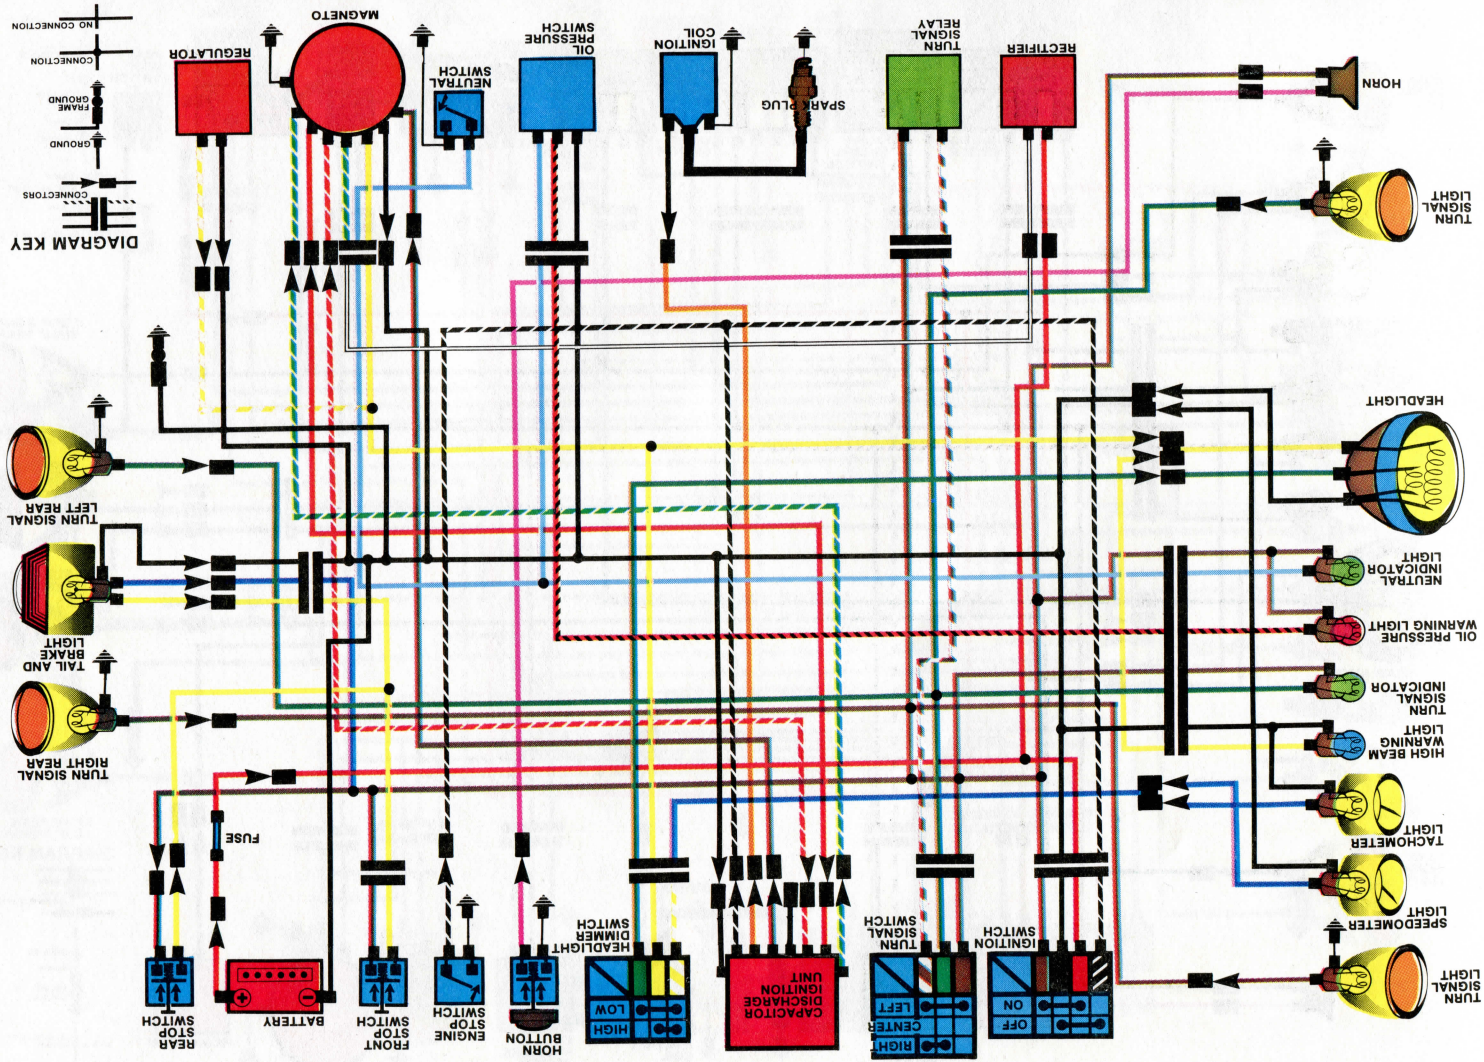 TURN
SIGNAL
LIGHT
IGNITION
SWITCH
OFF
ON
TURN
SIGNAL
SWITCH
RIGHT
CENTER
LEFT
CAPACITOR
DISCHARGE
IGNITION
UNIT
HEADLIGHT
DIMMER
SWITCH
HIGH
LOW
HORN
BUTTON
ENGINE
STOP
SWITCH
FRONT
STOP
SWITCH
BATTERY
+
−
REAR
STOP
SWITCH
SPEEDOMETER
LIGHT
TACHOMETER
LIGHT
FUSE
HIGH BEAM
WARNING
LIGHT
TURN SIGNAL
RIGHT REAR
TURN
SIGNAL
INDICATOR
TAIL AND
BRAKE
LIGHT
OIL PRESSURE
WARNING LIGHT
NEUTRAL
INDICATOR
LIGHT
TURN SIGNAL
LEFT REAR
HEADLIGHT
TURN
SIGNAL
LIGHT
HORN
RECTIFIER
TURN
SIGNAL
RELAY
SPARK PLUG
IGNITION
COIL
OIL
PRESSURE
SWITCH
NEUTRAL
SWITCH
MAGNETO
REGULATOR
DIAGRAM KEY
CONNECTORS
GROUND
FRAME
GROUND
CONNECTION
NO CONNECTION